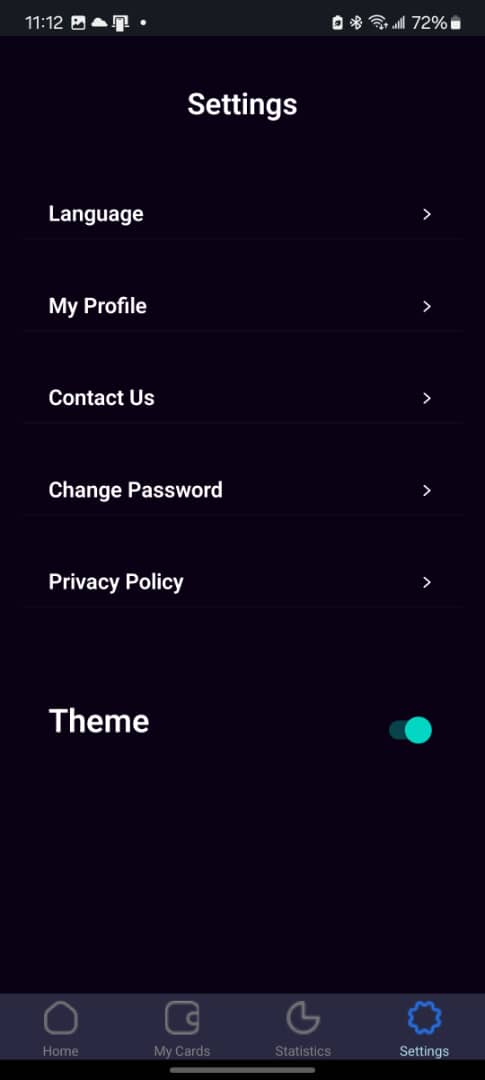 11:12 72%
Settings
Language
My Profile
Contact Us
Change Password
Privacy Policy
Theme
Home My Cards Statistics Settings